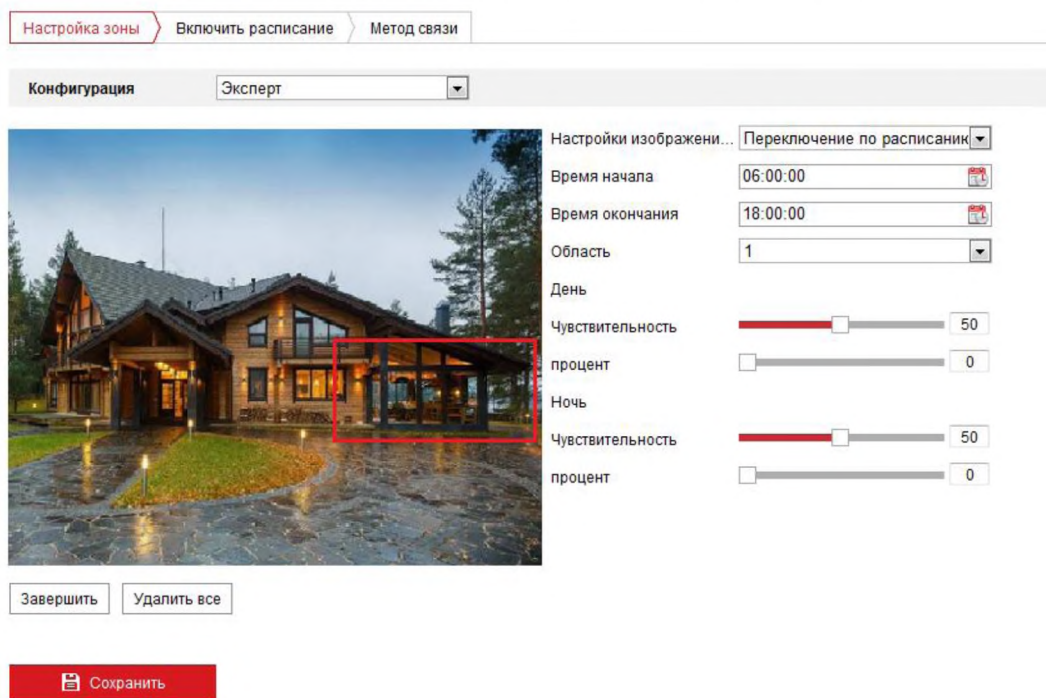 Настройка зоны Включить расписание Метод связи
Конфигурация Эксперт
Настройки изображени... Переключение по расписаник
Время начала 06:00:00
Время окончания 18:00:00
Область 1
День
Чувствительность 50
процент 0
Ночь
Чувствительность 50
процент 0
Завершить Удалить все
Сохранить